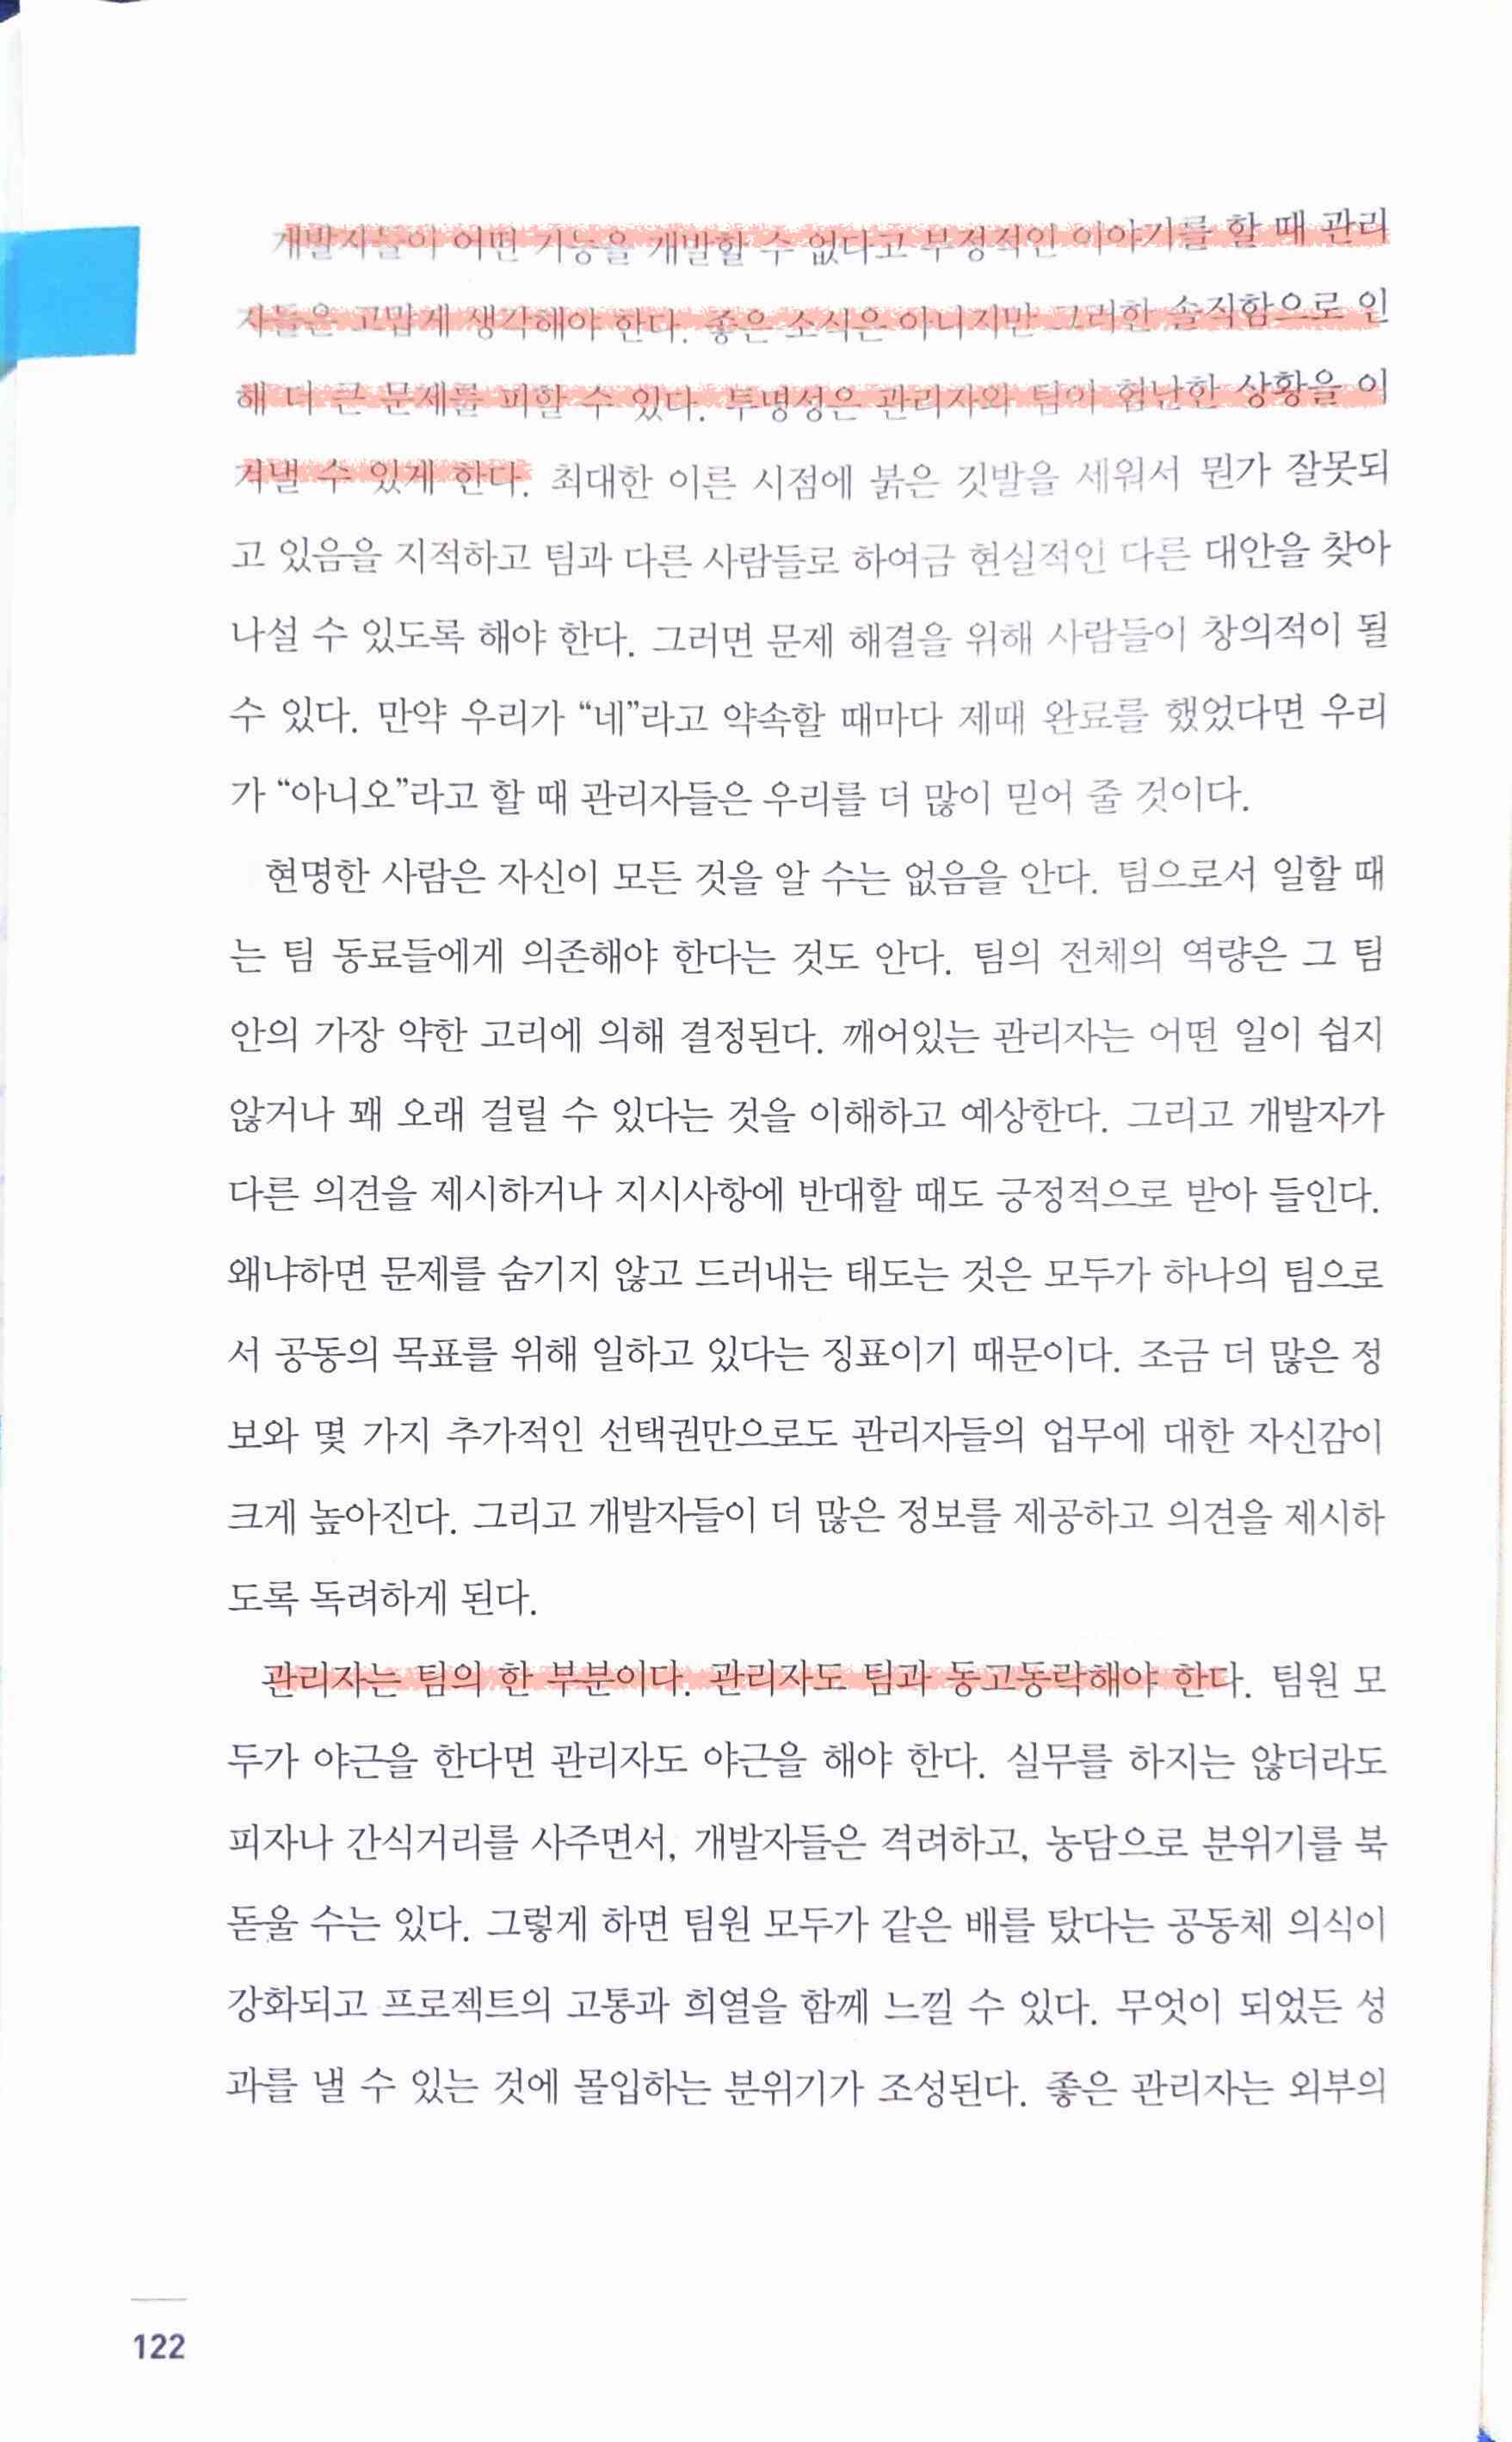 개발자들이 어떤 기능을 개발할 수 없다고 부정적인 이야기를 할 때 관리
자들은 고맙게 생각해야 한다. 좋은 소식은 아니지만 그러한 솔직함으로 인
해 더 큰 문제를 피할 수 있다. 투명성은 관리자와 팀이 험난한 상황을 이
겨낼 수 있게 한다. 최대한 이른 시점에 붉은 깃발을 세워서 뭔가 잘못되
고 있음을 지적하고 팀과 다른 사람들로 하여금 현실적인 다른 대안을 찾아
나설 수 있도록 해야 한다. 그러면 문제 해결을 위해 사람들이 창의적이 될
수 있다. 만약 우리가 “네”라고 약속할 때마다 제때 완료를 했었다면 우리
가 “아니오”라고 할 때 관리자들은 우리를 더 많이 믿어 줄 것이다.
현명한 사람은 자신이 모든 것을 알 수는 없음을 안다. 팀으로서 일할 때
는 팀 동료들에게 의존해야 한다는 것도 안다. 팀의 전체의 역량은 그 팀
안의 가장 약한 고리에 의해 결정된다. 깨어있는 관리자는 어떤 일이 쉽지
않거나 꽤 오래 걸릴 수 있다는 것을 이해하고 예상한다. 그리고 개발자가
다른 의견을 제시하거나 지시사항에 반대할 때도 긍정적으로 받아 들인다.
왜냐하면 문제를 숨기지 않고 드러내는 태도는 것은 모두가 하나의 팀으로
서 공동의 목표를 위해 일하고 있다는 징표이기 때문이다. 조금 더 많은 정
보와 몇 가지 추가적인 선택권만으로도 관리자들의 업무에 대한 자신감이
크게 높아진다. 그리고 개발자들이 더 많은 정보를 제공하고 의견을 제시하
도록 독려하게 된다.
관리자는 팀의 한 부분이다. 관리자도 팀과 동고동락해야 한다. 팀원 모
두가 야근을 한다면 관리자도 야근을 해야 한다. 실무를 하지는 않더라도
피자나 간식거리를 사주면서, 개발자들은 격려하고, 농담으로 분위기를 북
돋울 수는 있다. 그렇게 하면 팀원 모두가 같은 배를 탔다는 공동체 의식이
강화되고 프로젝트의 고통과 희열을 함께 느낄 수 있다. 무엇이 되었든 성
과를 낼 수 있는 것에 몰입하는 분위기가 조성된다. 좋은 관리자는 외부의
122